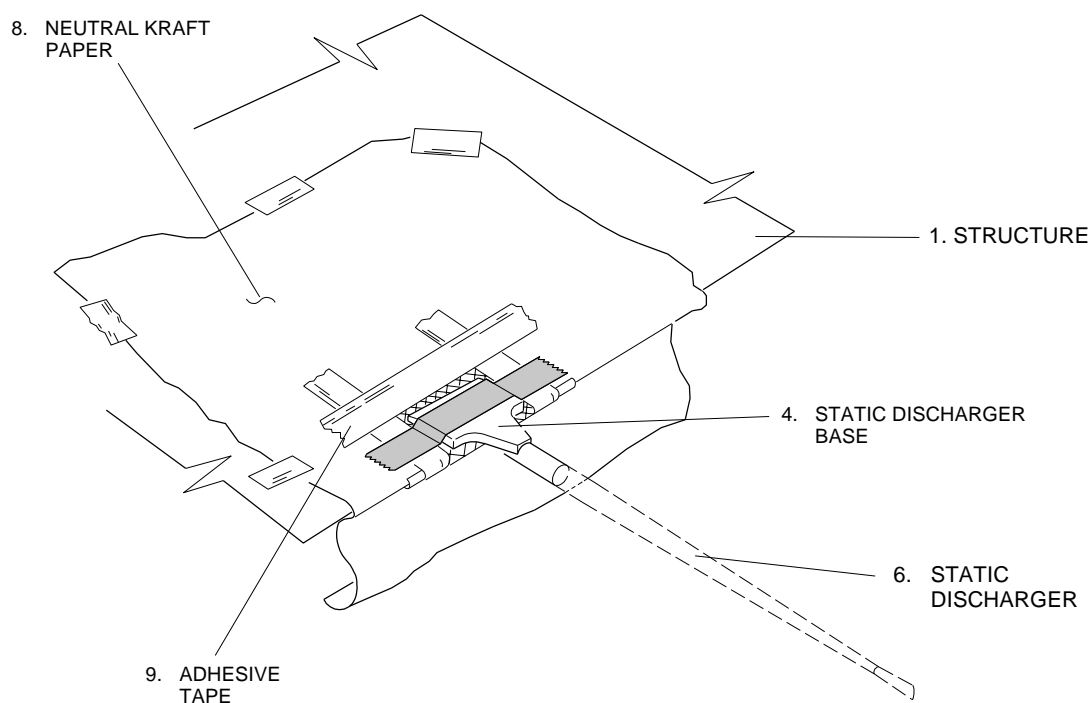 8. NEUTRAL KRAFT
PAPER
1. STRUCTURE
4. STATIC DISCHARGER
BASE
6. STATIC
DISCHARGER
9. ADHESIVE
TAPE